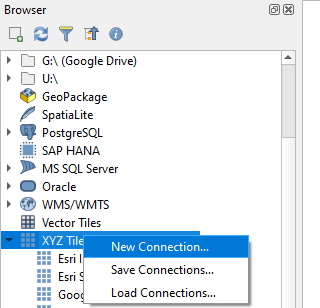 Browser
G:\ (Google Drive)
U:\
GeoPackage
SpatiaLite
PostgreSQL
SAP HANA
MS SQL Server
Oracle
WMS/WMTS
Vector Tiles
XYZ Tile
New Connection...
Esri
Save Connections...
Esri S
Load Connections...
Goog